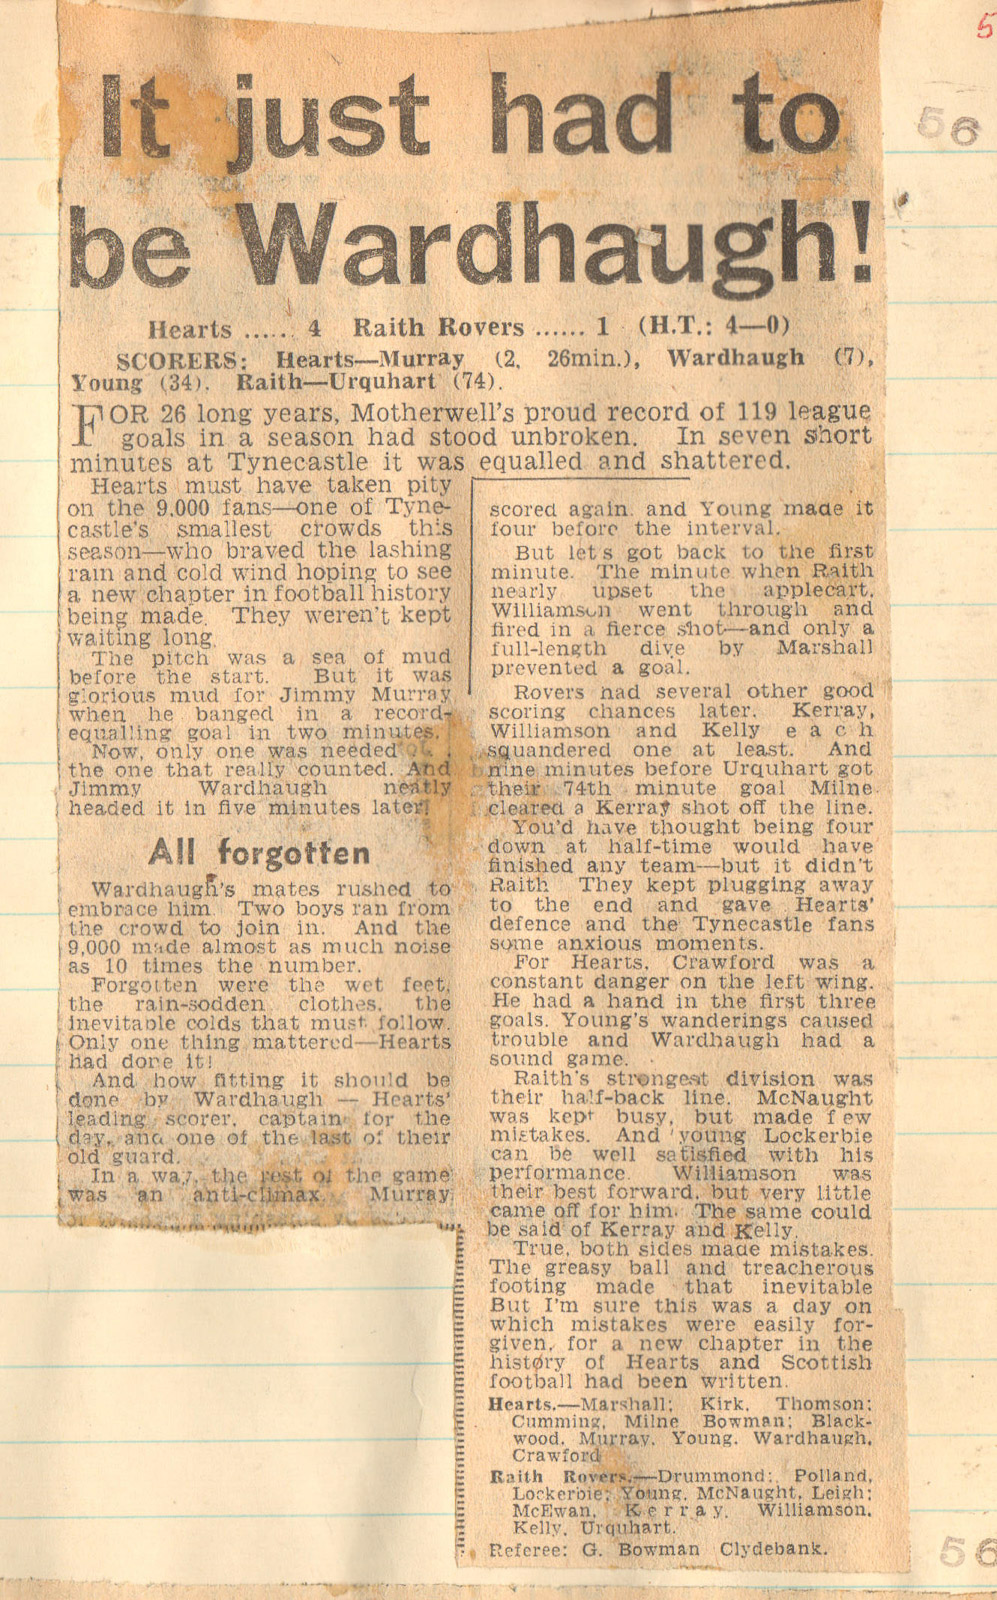 5
56
It just had to
be Wardhaugh!
Hearts ...... 4 Raith Rovers ...... 1 (H.T.: 4—0)
SCORERS: Hearts—Murray (2, 26min.), Wardhaugh (7),
Young (34). Raith—Urquhart (74).
FOR 26 long years, Motherwell's proud record of 119 league
goals in a season had stood unbroken. In seven short
minutes at Tynecastle it was equalled and shattered.
Hearts must have taken pity
on the 9,000 fans—one of Tyne-
castle's smallest crowds this
season—who braved the lashing
rain and cold wind hoping to see
a new chapter in football history
being made. They weren't kept
waiting long.
The pitch was a sea of mud
before the start. But it was
glorious mud for Jimmy Murray
when he banged in a record-
equalling goal in two minutes.
Now, only one was needed . . .
the one that really counted. And
Jimmy Wardhaugh neatly
headed it in five minutes later!
All forgotten
Wardhaugh's mates rushed to
embrace him. Two boys ran from
the crowd to join in. And the
9,000 made almost as much noise
as 10 times the number.
Forgotten were the wet feet,
the rain-sodden clothes, the
inevitable colds that must follow.
Only one thing mattered—Hearts
had done it!
And how fitting it should be
done by Wardhaugh — Hearts'
leading scorer, captain for the
day, and one of the last of their
old guard.
In a way, the rest of the game
was an anti-climax. Murray
scored again, and Young made it
four before the interval.
But let's got back to the first
minute. The minute when Raith
nearly upset the applecart.
Williamson went through and
fired in a fierce shot—and only a
full-length dive by Marshall
prevented a goal.
Rovers had several other good
scoring chances later. Kerray,
Williamson and Kelly each
squandered one at least. And
nine minutes before Urquhart got
their 74th minute goal Milne
cleared a Kerray shot off the line.
You'd have thought being four
down at half-time would have
finished any team—but it didn't
Raith. They kept plugging away
to the end and gave Hearts'
defence and the Tynecastle fans
some anxious moments.
For Hearts, Crawford was a
constant danger on the left wing.
He had a hand in the first three
goals. Young's wanderings caused
trouble and Wardhaugh had a
sound game.
Raith's strongest division was
their half-back line. McNaught
was kept busy, but made few
mistakes. And young Lockerbie
can be well satisfied with his
performance. Williamson was
their best forward, but very little
came off for him. The same could
be said of Kerray and Kelly.
True, both sides made mistakes.
The greasy ball and treacherous
footing made that inevitable
But I'm sure this was a day on
which mistakes were easily for-
given, for a new chapter in the
history of Hearts and Scottish
football had been written.
Hearts.—Marshall; Kirk, Thomson;
Cumming, Milne Bowman; Black-
wood, Murray, Young, Wardhaugh,
Crawford
Raith Rovers.—Drummond; Polland,
Lockerbie; Young, McNaught, Leigh;
McEwan, Kerray, Williamson,
Kelly, Urquhart.
Referee: G. Bowman Clydebank.
56